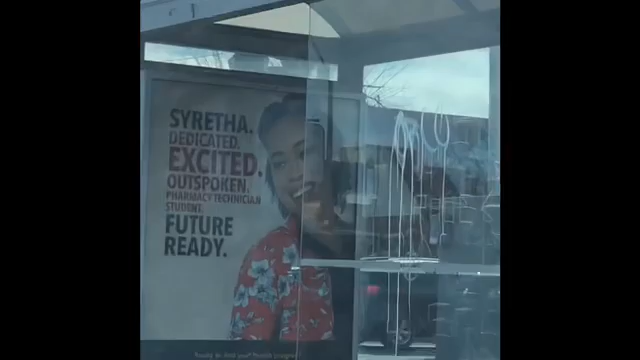 SYRETHA.
DEDICATED.
EXCITED.
OUTSPOKEN.
PHARMACY TECHNICIAN
STUDENT.
FUTURE
READY.